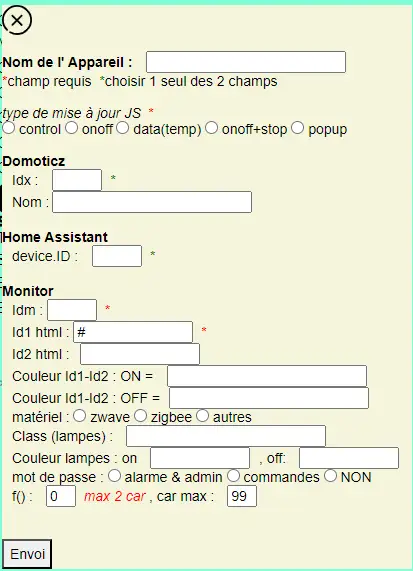 Nom de l' Appareil :
*champ requis *choisir 1 seul des 2 champs
type de mise à jour JS *
control onoff data(temp) onoff+stop popup
Domoticz
Idx : *
Nom :
Home Assistant
device.ID : *
Monitor
Idm : *
Id1 html : # *
Id2 html :
Couleur Id1-Id2 : ON =
Couleur Id1-Id2 : OFF =
matériel : zwave zigbee autres
Class (lampes) :
Couleur lampes : on , off:
mot de passe : alarme & admin commandes NON
f() : 0 max 2 car , car max : 99
Envoi